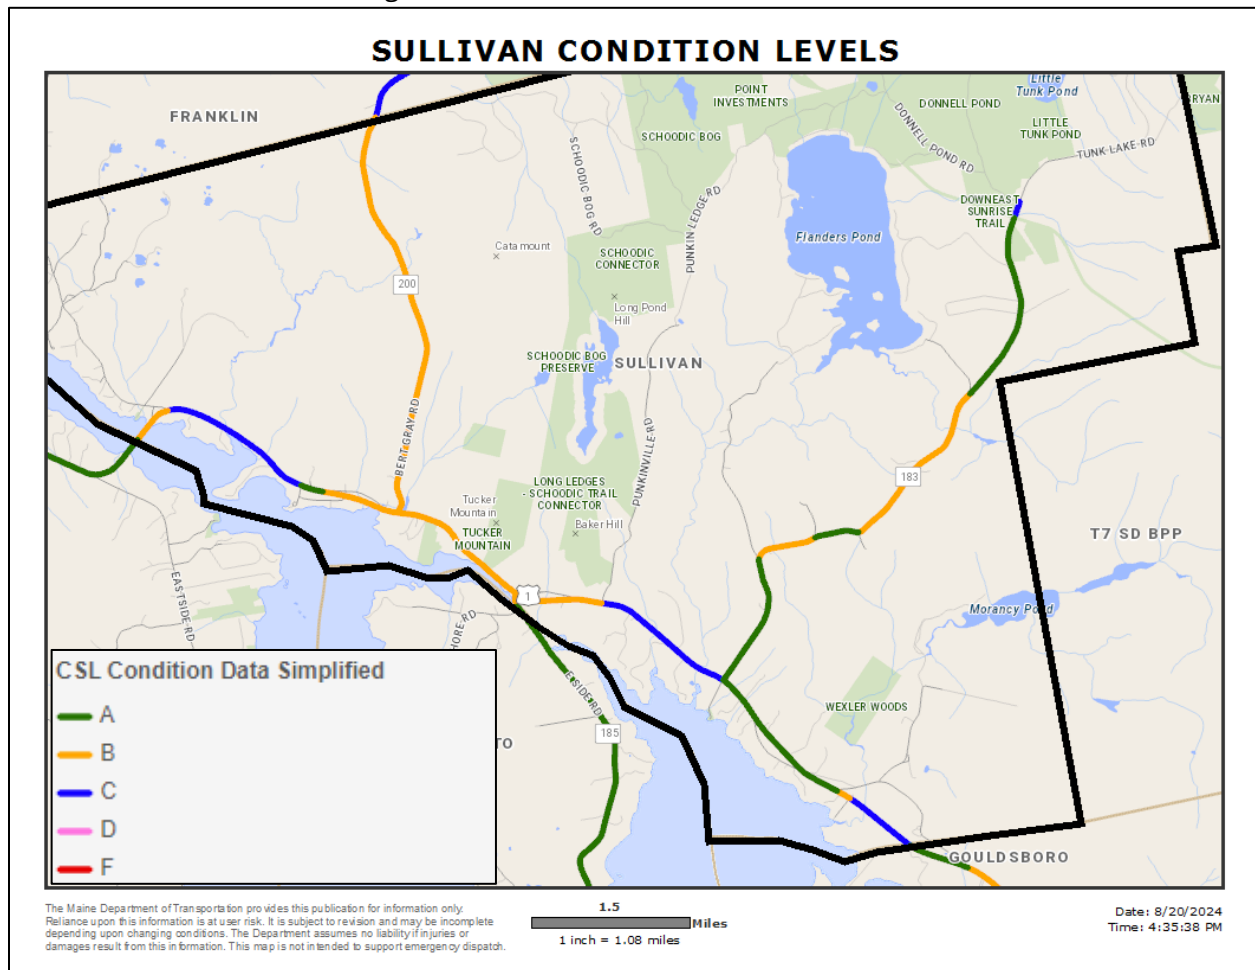 SULLIVAN CONDITION LEVELS
FRANKLIN
POINT
INVESTMENTS
SCHOODIC BOG
DONNELL POND
Little
Tunk Pond
BRYAN
LITTLE
TUNK POND
DONNELL POND RD
TUNK LAKE RD
SCHOODIC BOG RD
PUNKIN LEDGE RD
DOWNEAST
SUNRISE
TRAIL
Flanders Pond
Catamount
SCHOODIC
CONNECTOR
200
Long Pond
Hill
SCHOODIC BOG
PRESERVE
SULLIVAN
BERT GRAY RD
PUNKINVILLE RD
183
LONG LEDGES
- SCHOODIC TRAIL
CONNECTOR
Tucker
Mountain
Baker Hill
TUCKER
MOUNTAIN
T7 SD BPP
EASTSIDE RD
1
Morancy Pond
HORE RD
E SIDE RD
WEXLER WOODS
185
TO
GOULDSBORO
CSL Condition Data Simplified
A
B
C
D
F
The Maine Department of Transportation provides this publication for information only.
Reliance upon this information is at user risk. It is subject to revision and may be incomplete
depending upon changing conditions. The Department assumes no liability if injuries or
damages result from this information. This map is not intended to support emergency dispatch.
1.5
Miles
1 inch = 1.08 miles
Date: 8/20/2024
Time: 4:35:38 PM